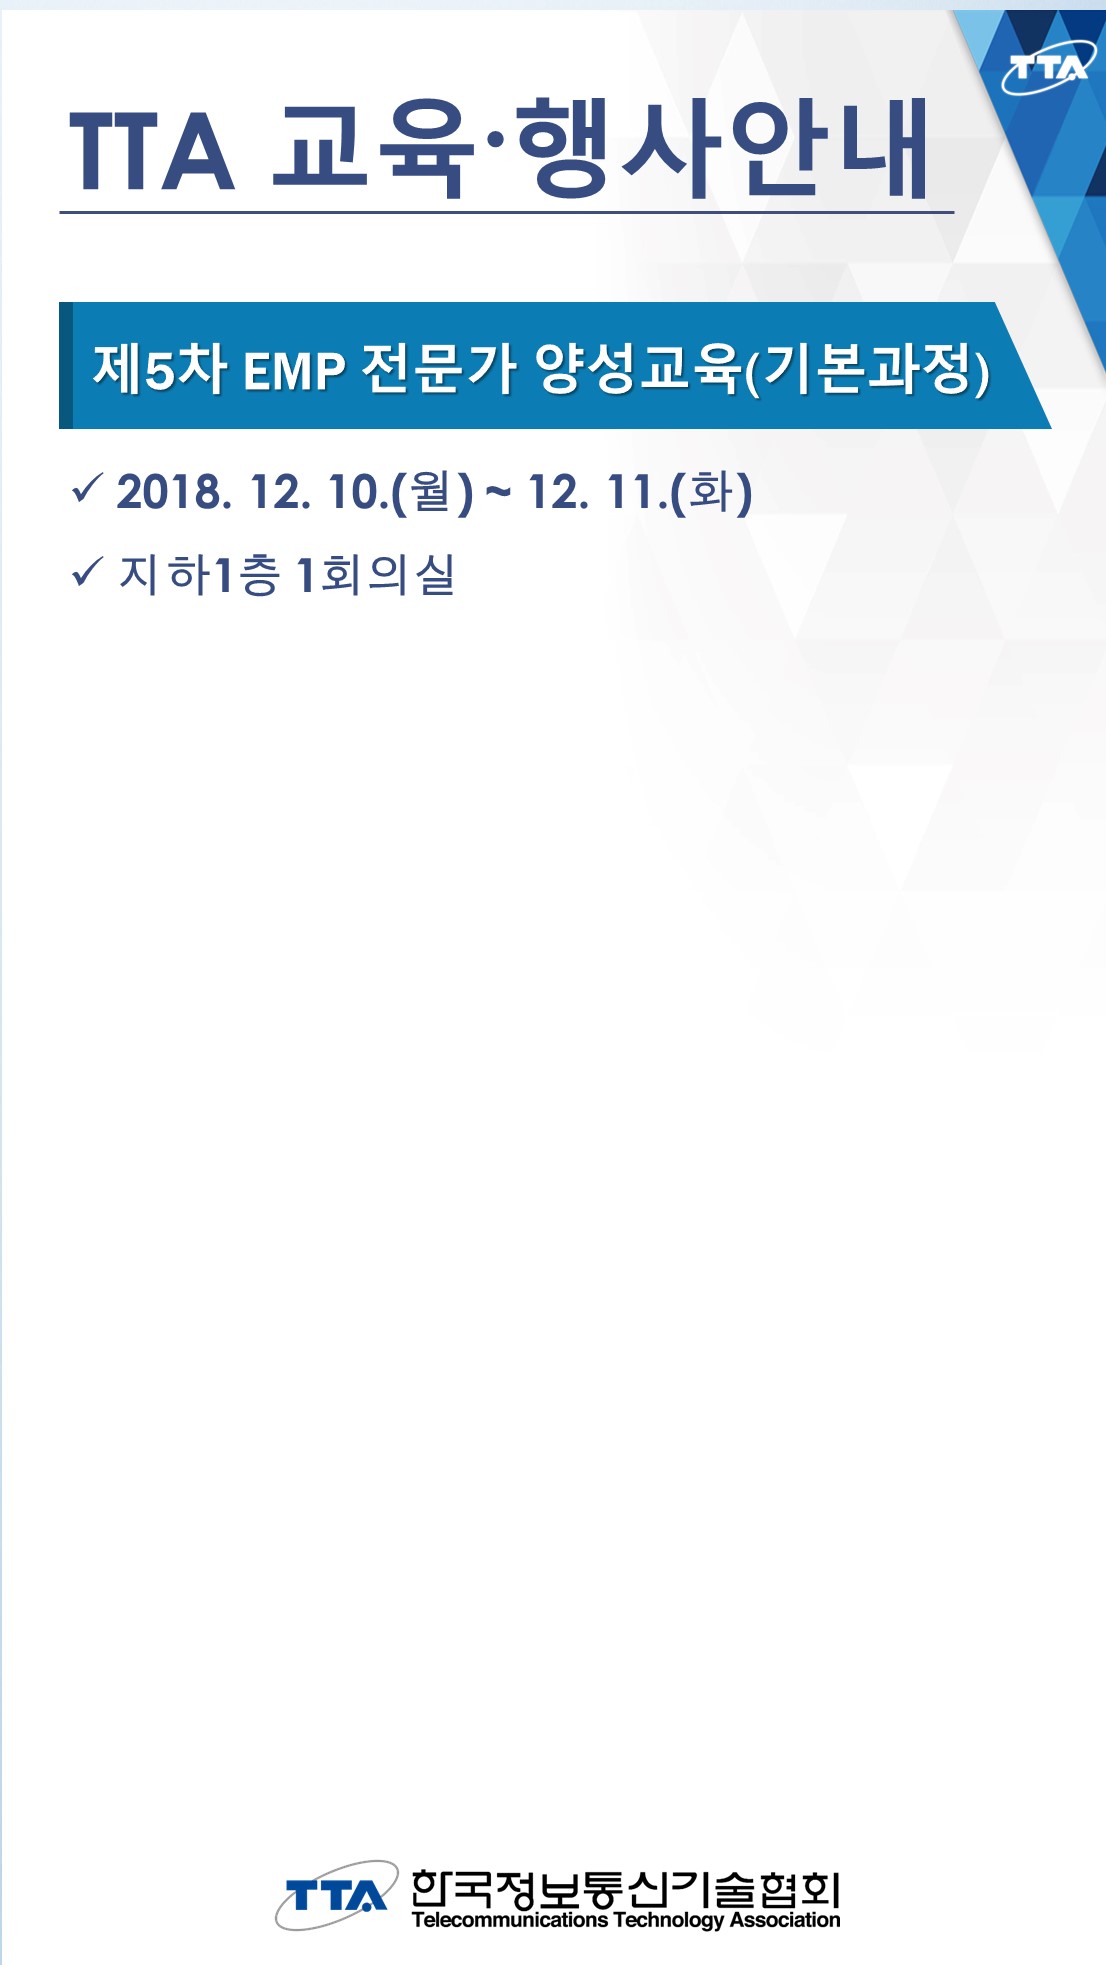 TTA
TTA 교육·행사안내
제5차 EMP 전문가 양성교육(기본과정)
✓ 2018. 12. 10.(월) ~ 12. 11.(화)
✓ 지하1층 1회의실
TTA 한국정보통신기술협회
Telecommunications Technology Association